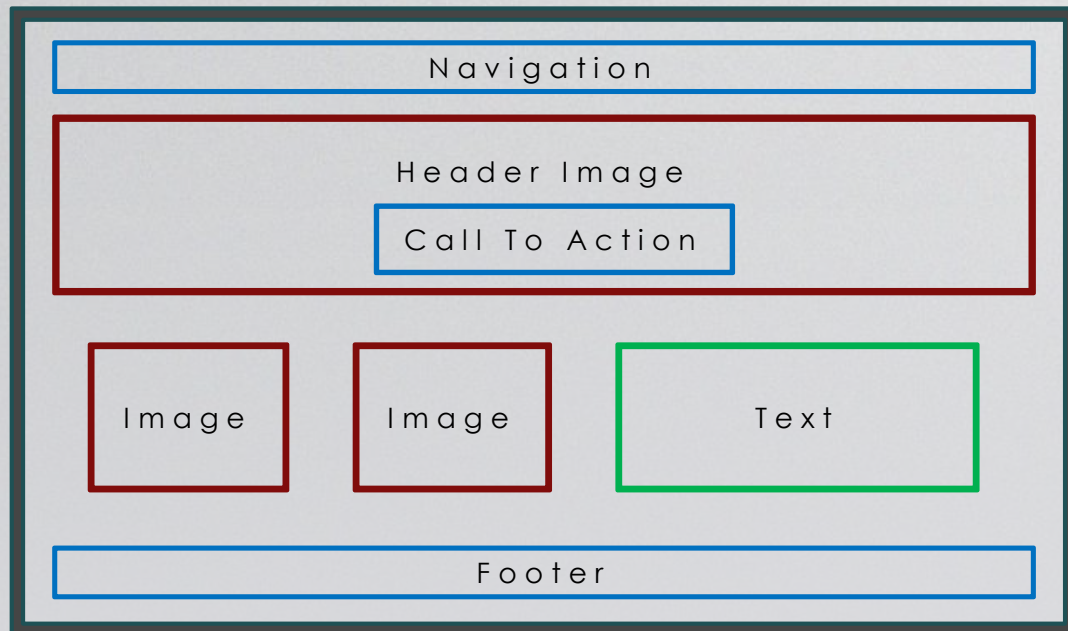 Navigation
Header Image
Call To Action
Image
Image
Text
Footer